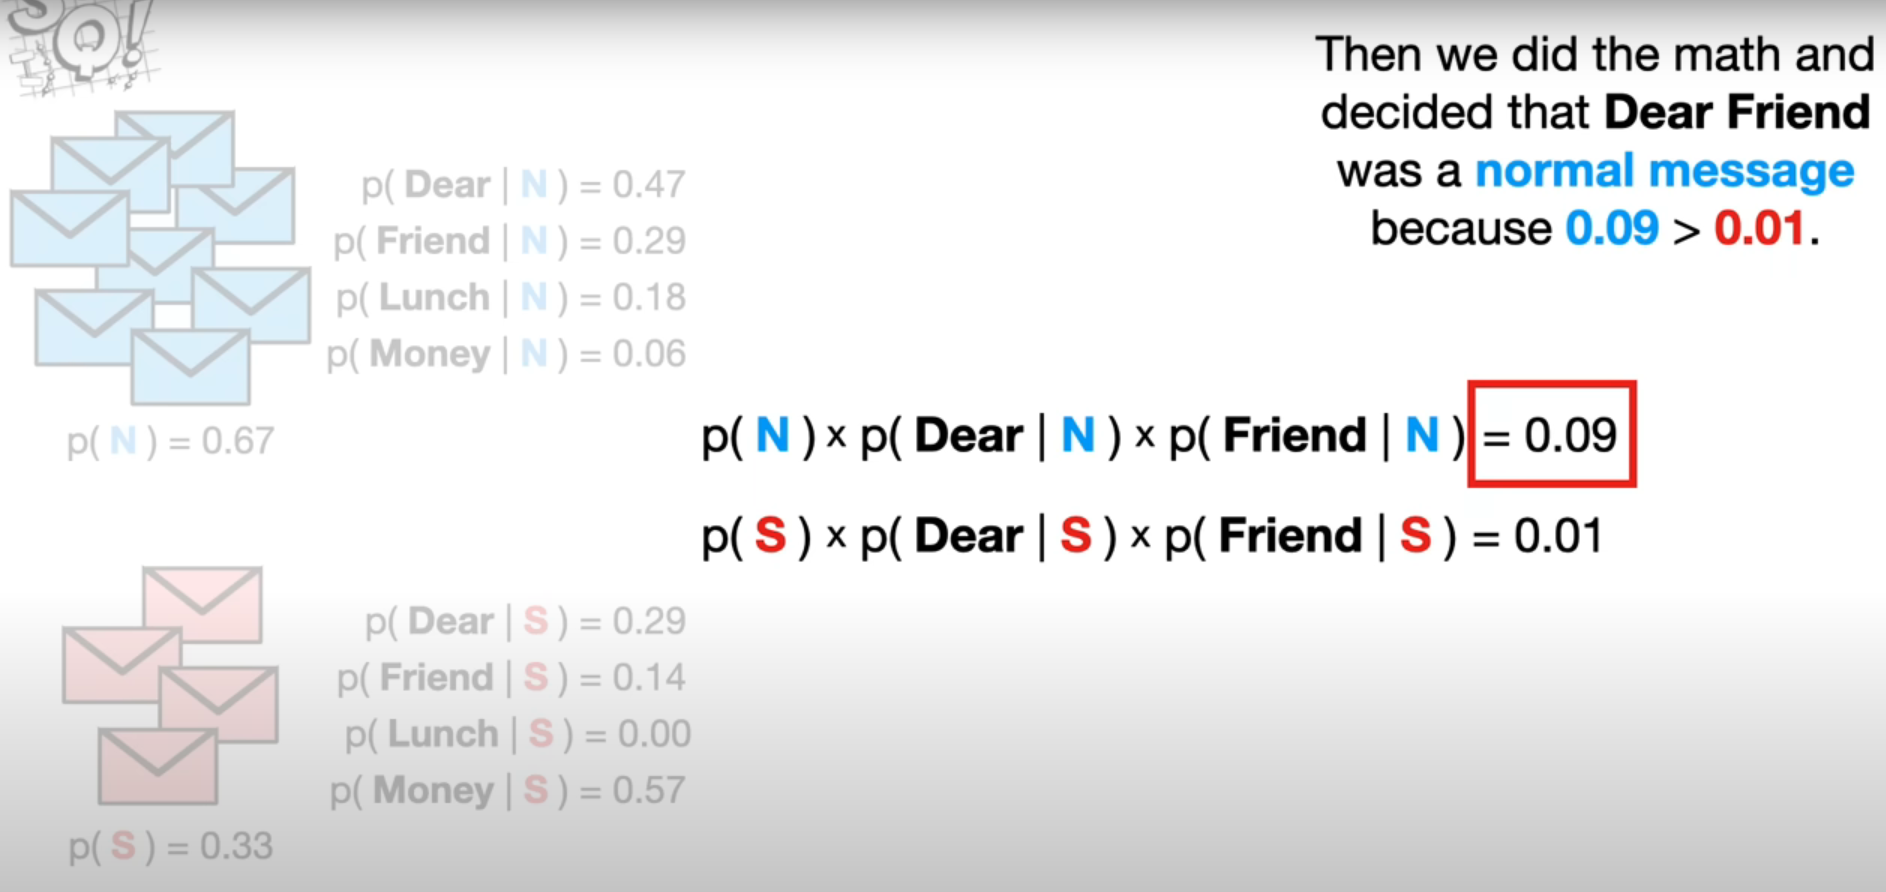 SQ!
Then we did the math and
decided that Dear Friend
was a normal message
because 0.09 > 0.01.
p( Dear | N ) = 0.47
p( Friend | N ) = 0.29
p( Lunch | N ) = 0.18
p( Money | N ) = 0.06
p( N ) = 0.67
p( N ) × p( Dear | N ) × p( Friend | N ) = 0.09
p( S ) × p( Dear | S ) × p( Friend | S ) = 0.01
p( Dear | S ) = 0.29
p( Friend | S ) = 0.14
p( Lunch | S ) = 0.00
p( Money | S ) = 0.57
p( S ) = 0.33